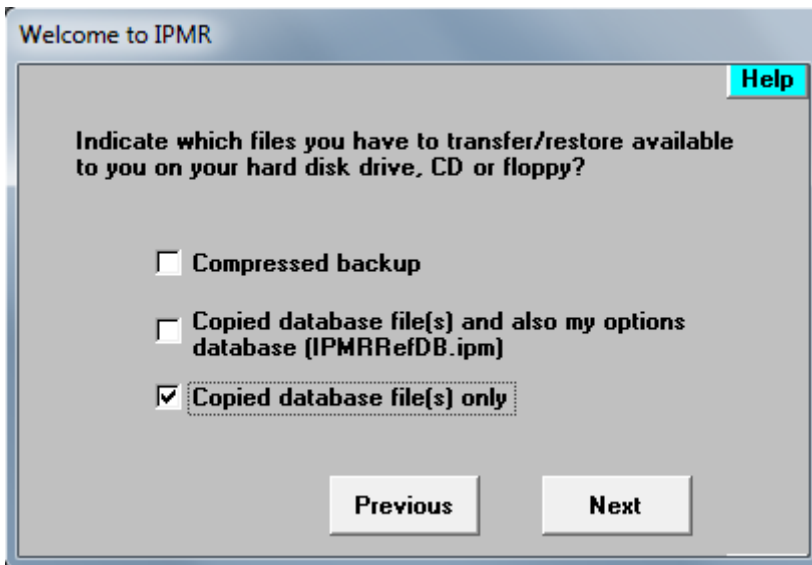 Welcome to IPMR
Help
Indicate which files you have to transfer/restore available
to you on your hard disk drive, CD or floppy?
Compressed backup
Copied database file(s) and also my options
database (IPMRRefDB.ipm)
Copied database file(s) only
Previous
Next